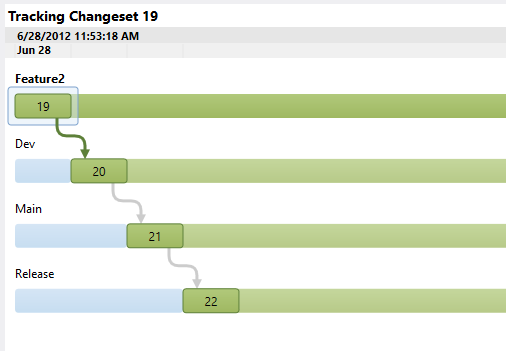 Tracking Changeset 19
6/28/2012 11:53:18 AM
Jun 28
Feature2
19
Dev
20
Main
21
Release
22